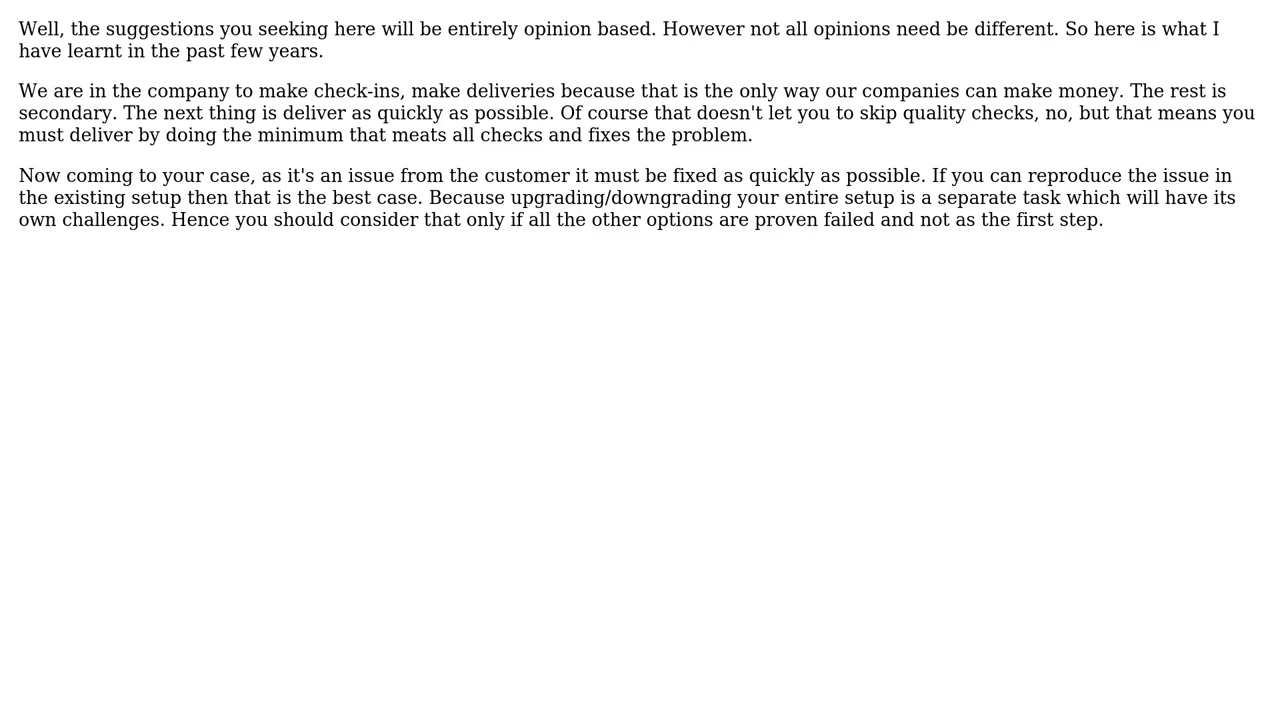 Well, the suggestions you seeking here will be entirely opinion based. However not all opinions need be different. So here is what I
have learnt in the past few years.
We are in the company to make check-ins, make deliveries because that is the only way our companies can make money. The rest is
secondary. The next thing is deliver as quickly as possible. Of course that doesn't let you to skip quality checks, no, but that means you
must deliver by doing the minimum that meats all checks and fixes the problem.
Now coming to your case, as it's an issue from the customer it must be fixed as quickly as possible. If you can reproduce the issue in
the existing setup then that is the best case. Because upgrading/downgrading your entire setup is a separate task which will have its
own challenges. Hence you should consider that only if all the other options are proven failed and not as the first step.